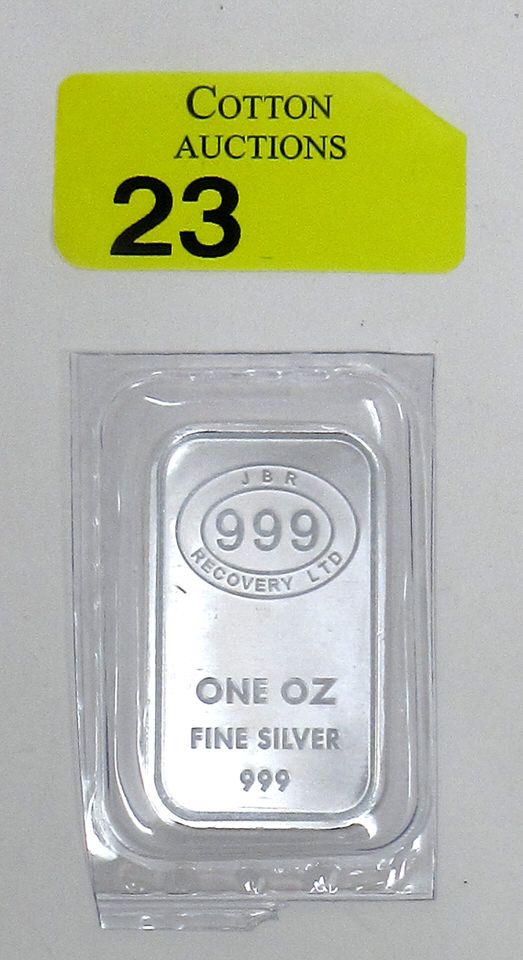 COTTON
AUCTIONS
23
JBR
999
RECOVERY LTD
ONE OZ
FINE SILVER
999